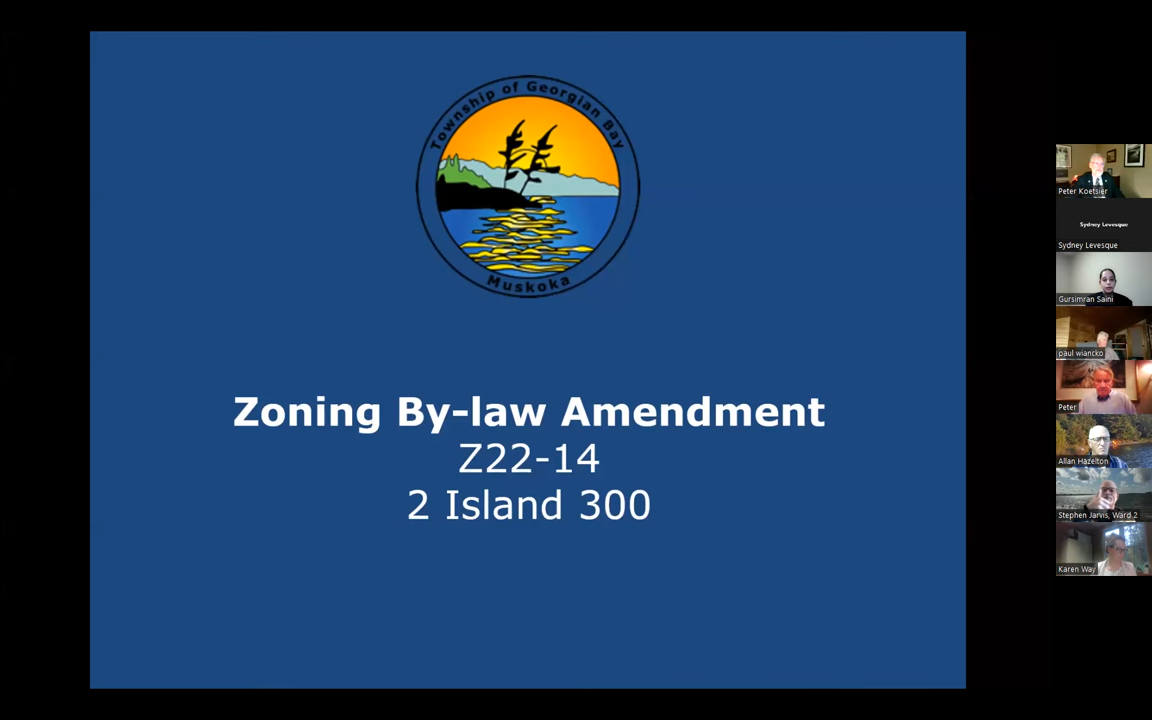 Township of Georgian Bay
Muskoka
Zoning By-law Amendment
Z22-14
2 Island 300
Peter Koetsier
Sydney Levesque
Sydney Levesque
Gursimran Saini
paul wiancko
Peter
Allan Hazelton
Stephen Jarvis, Ward 2
Karen Way